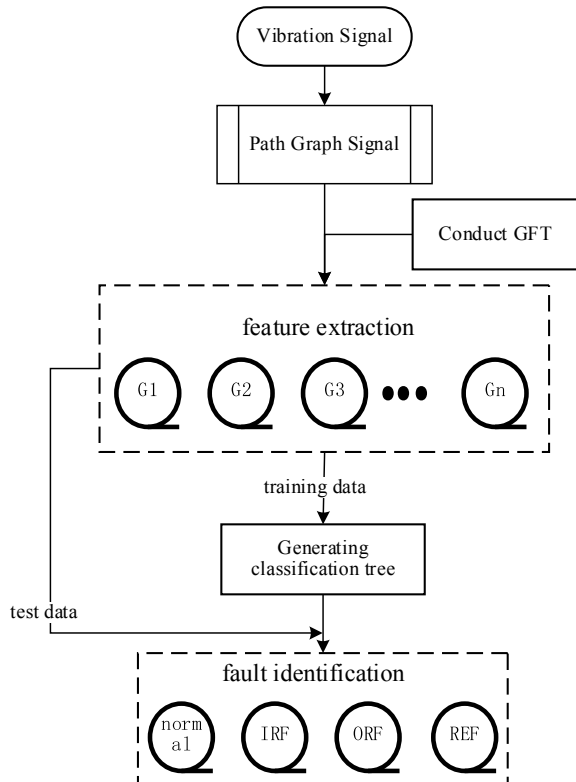 Vibration Signal
Path Graph Signal
Conduct GFT
feature extraction
G1
G2
G3
Gn
training data
Generating
classification tree
test data
fault identification
norm
al
IRF
ORF
REF